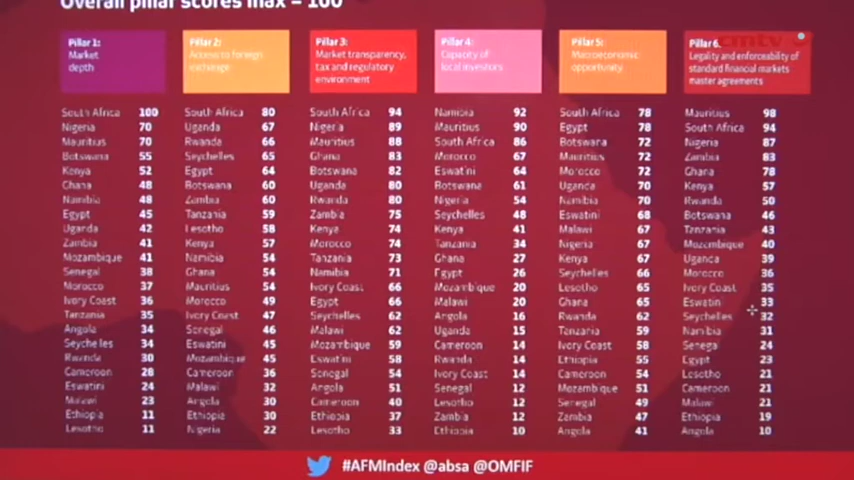 Overall pillar scores max = 100
Pillar 1:
Market
depth
South Africa 100
Nigeria 70
Mauritius 70
Botswana 55
Kenya 52
Ghana 48
Namibia 48
Egypt 45
Uganda 42
Zambia 41
Mozambique 41
Senegal 38
Morocco 37
Ivory Coast 36
Tanzania 35
Angola 34
Seychelles 34
Rwanda 30
Cameroon 28
Eswatini 24
Malawi 23
Ethiopia 11
Lesotho 11
Pillar 2:
Access to foreign
exchange
South Africa 80
Uganda 67
Rwanda 66
Seychelles 65
Egypt 64
Botswana 60
Zambia 60
Tanzania 59
Lesotho 58
Kenya 57
Namibia 54
Ghana 54
Mauritius 54
Morocco 49
Ivory Coast 47
Senegal 46
Eswatini 45
Mozambique 45
Cameroon 36
Malawi 32
Angola 30
Ethiopia 30
Nigeria 22
Pillar 3:
Market transparency,
tax and regulatory
environment
South Africa 94
Nigeria 89
Mauritius 88
Ghana 83
Botswana 82
Uganda 80
Nigeria 80
Zambia 75
Kenya 74
Morocco 74
Tanzania 73
Namibia 71
Ivory Coast 66
Egypt 66
Seychelles 62
Malawi 62
Mozambique 59
Eswatini 58
Senegal 54
Angola 51
Cameroon 40
Ethiopia 37
Lesotho 33
Pillar 4:
Capacity of
local investors
Namibia 92
Mauritius 90
South Africa 86
Morocco 67
Eswatini 64
Botswana 61
Nigeria 54
Seychelles 48
Kenya 41
Tanzania 34
Ghana 27
Egypt 26
Mozambique 20
Malawi 20
Angola 16
Uganda 15
Cameroon 14
Rwanda 14
Ivory Coast 14
Senegal 12
Lesotho 12
Zambia 12
Ethiopia 10
Pillar 5:
Macroeconomic
opportunity
South Africa 78
Egypt 78
Botswana 72
Mauritius 72
Morocco 72
Uganda 70
Namibia 70
Eswatini 68
Malawi 67
Nigeria 67
Kenya 67
Seychelles 66
Lesotho 65
Ghana 65
Rwanda 62
Tanzania 59
Ivory Coast 58
Ethiopia 55
Cameroon 54
Mozambique 51
Senegal 49
Zambia 47
Angola 41
Pillar 6:
Legality and enforceability of
standard financial markets
master agreements
Mauritius 98
South Africa 94
Nigeria 87
Zambia 83
Ghana 78
Kenya 57
Rwanda 50
Botswana 46
Tanzania 43
Mozambique 40
Uganda 39
Morocco 36
Ivory Coast 35
Eswatini 33
Seychelles 32
Namibia 31
Senegal 24
Egypt 23
Lesotho 21
Cameroon 21
Malawi 21
Ethiopia 19
Angola 10
#AFMIndex @absa @OMFIF